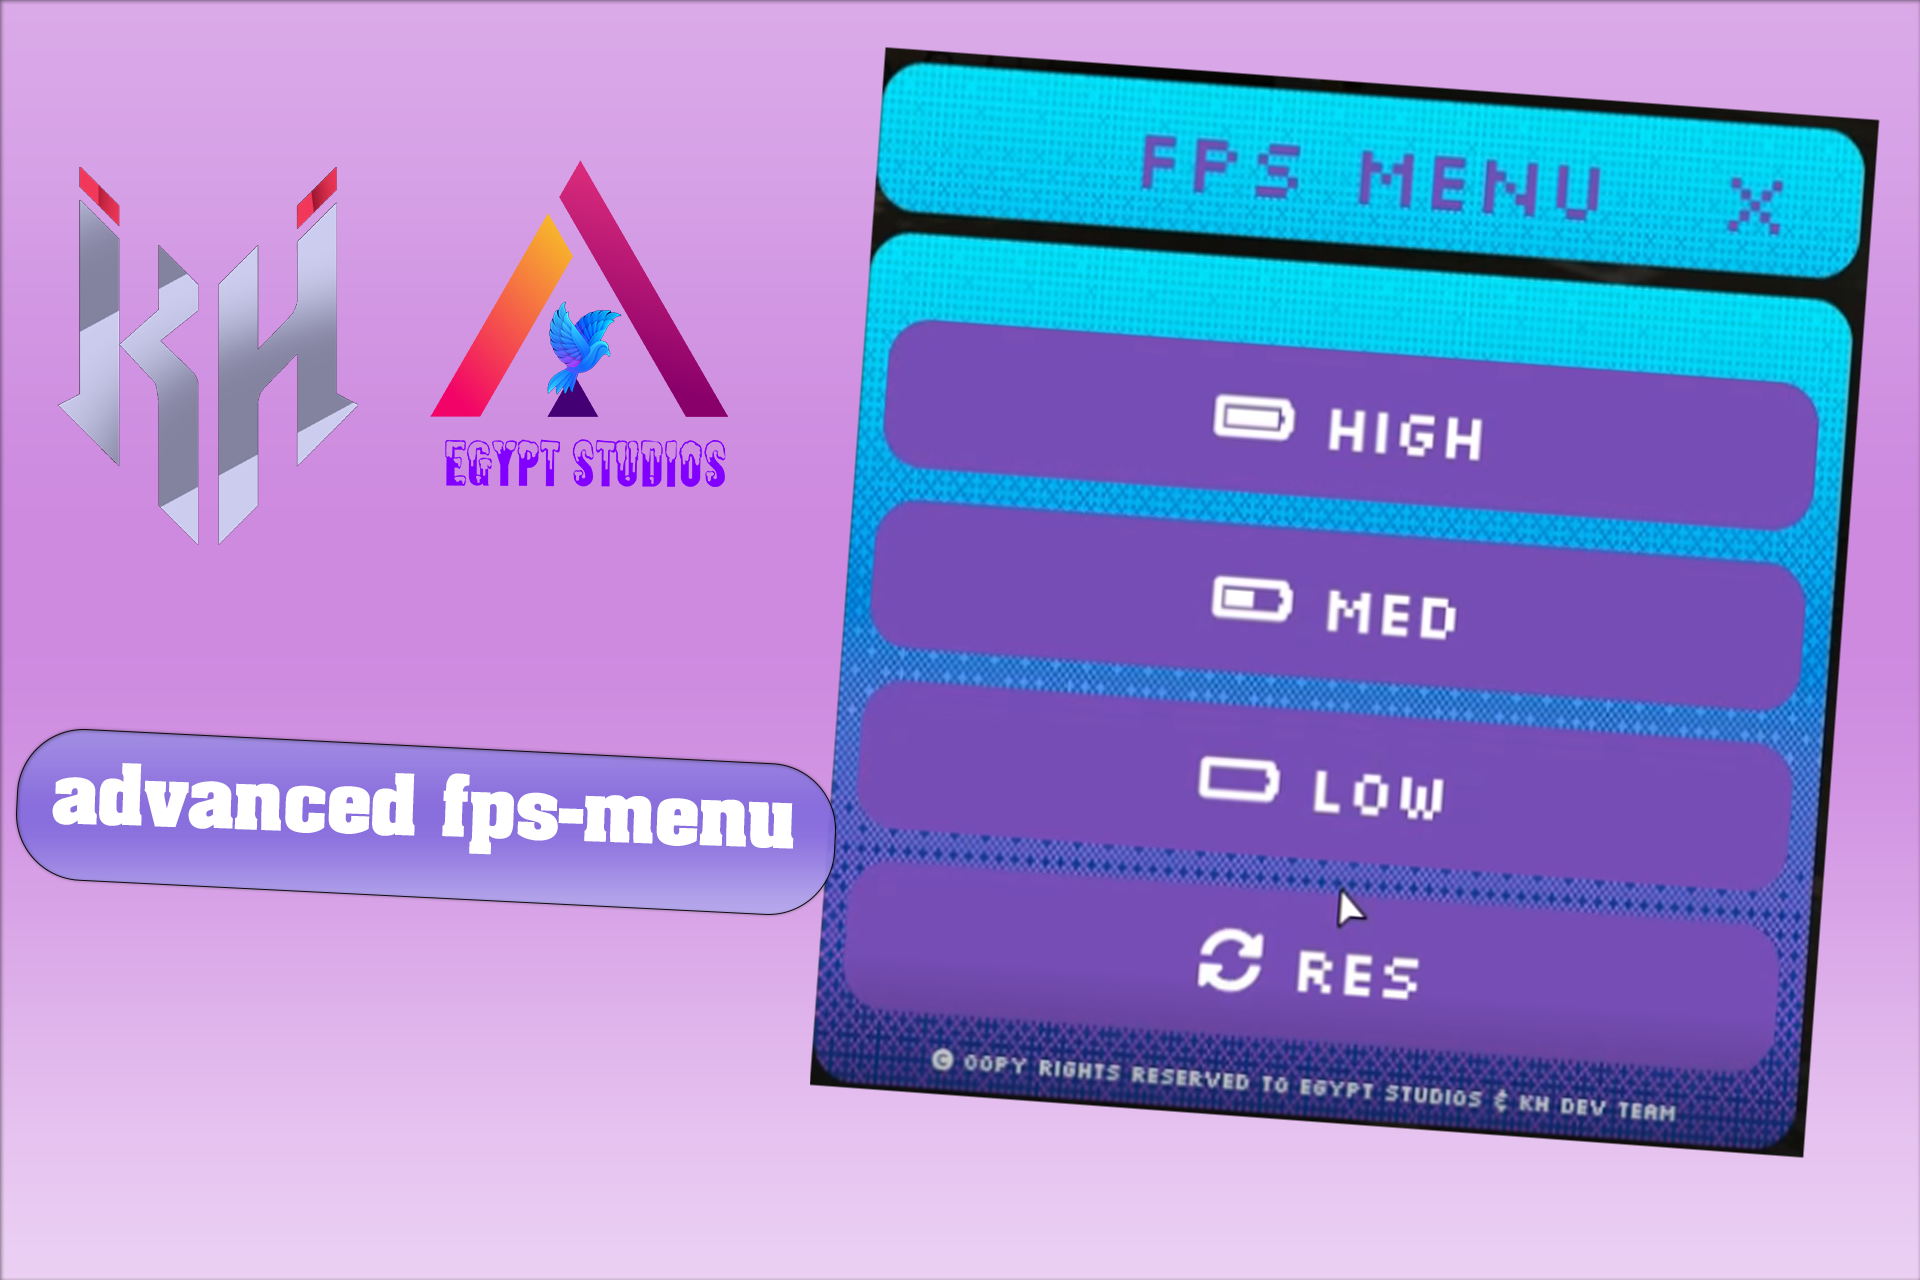 KH
EGYPT STUDIOS
advanced fps-menu
FPS MENU X
HIGH
MED
LOW
RES
© OOPY RIGHTS RESERVED TO EGYPT STUDIOS & KH DEV TEAM